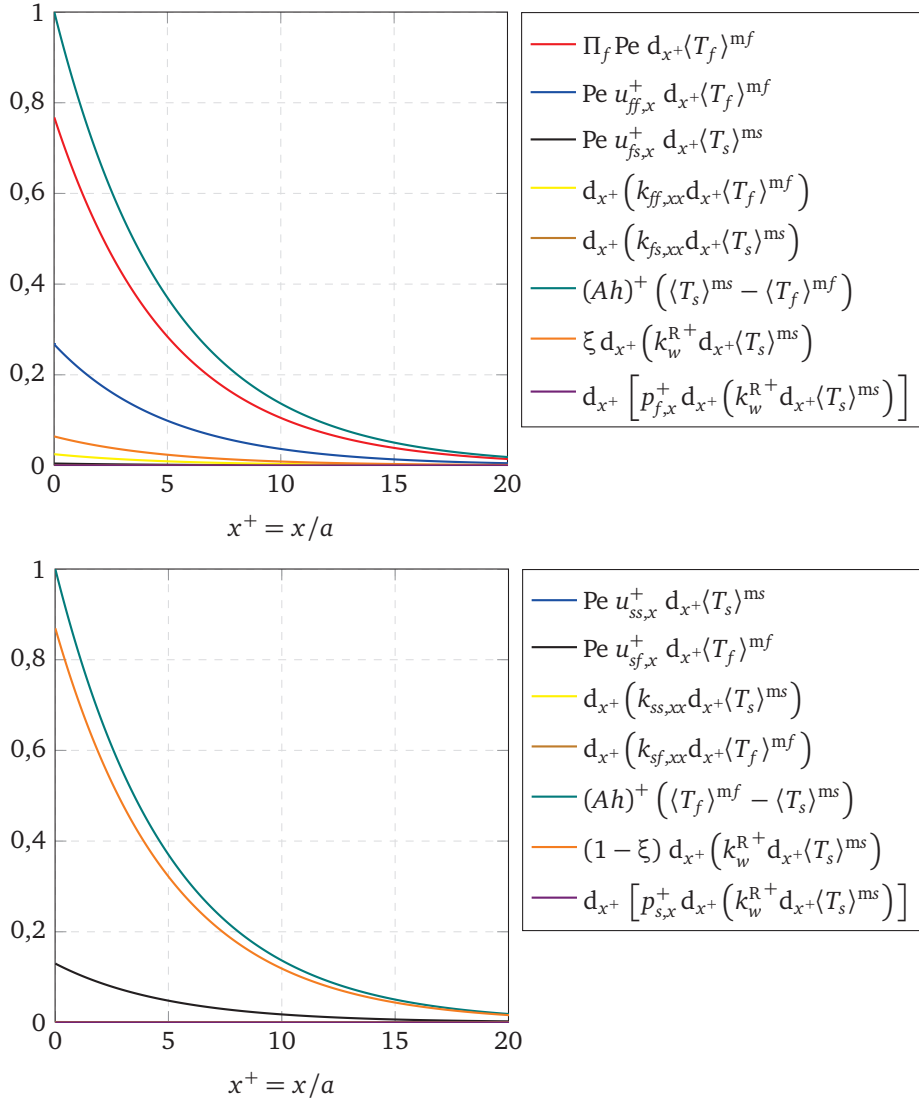 1
0,8
0,6
0,4
0,2
0
0 5 10 15 20
x⁺ = x/a
Π_f Pe d_{x⁺}⟨T_f⟩^{mf}
Pe u⁺_{ff,x} d_{x⁺}⟨T_f⟩^{mf}
Pe u⁺_{fs,x} d_{x⁺}⟨T_s⟩^{ms}
d_{x⁺}(k_{ff,xx}d_{x⁺}⟨T_f⟩^{mf})
d_{x⁺}(k_{fs,xx}d_{x⁺}⟨T_s⟩^{ms})
(Ah)⁺ (⟨T_s⟩^{ms} − ⟨T_f⟩^{mf})
ξ d_{x⁺}(k_w^{R+}d_{x⁺}⟨T_s⟩^{ms})
d_{x⁺} [p⁺_{f,x} d_{x⁺}(k_w^{R+}d_{x⁺}⟨T_s⟩^{ms})]
1
0,8
0,6
0,4
0,2
0
0 5 10 15 20
x⁺ = x/a
Pe u⁺_{ss,x} d_{x⁺}⟨T_s⟩^{ms}
Pe u⁺_{sf,x} d_{x⁺}⟨T_f⟩^{mf}
d_{x⁺}(k_{ss,xx}d_{x⁺}⟨T_s⟩^{ms})
d_{x⁺}(k_{sf,xx}d_{x⁺}⟨T_f⟩^{mf})
(Ah)⁺ (⟨T_f⟩^{mf} − ⟨T_s⟩^{ms})
(1 − ξ) d_{x⁺}(k_w^{R+}d_{x⁺}⟨T_s⟩^{ms})
d_{x⁺} [p⁺_{s,x} d_{x⁺}(k_w^{R+}d_{x⁺}⟨T_s⟩^{ms})]